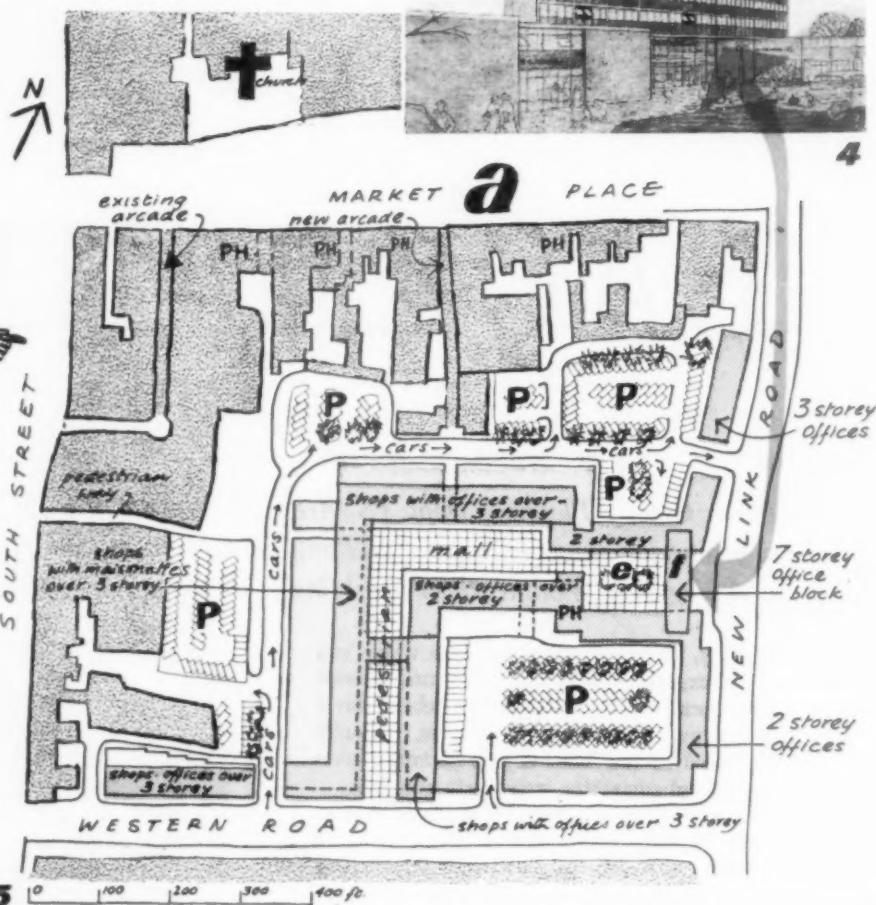 N
church
4
MARKET a PLACE
existing
arcade
new arcade
PH
PH
PH
PH
SOUTH STREET
P
P
P
→ cars →
→ cars →
3 storey
offices
NEW LINK ROAD
P
pedestrian
way
shops with offices over-
3 storey
2 storey
shops
with maisonettes
over. 3 storey
cars →
mall
e
f
7 storey
office
block
shops - offices over
2 storey
PH
P
pedestrian
P
cars →
2 storey
offices
shops - offices over
3 storey
WESTERN ROAD
shops with offices over 3 storey
5
0 100 200 300 400 ft.